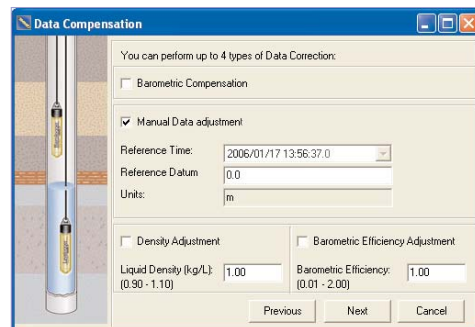 Data Compensation
You can perform up to 4 types of Data Correction:
Barometric Compensation
Manual Data adjustment
Reference Time: 2006/01/17 13:56:37.0
Reference Datum 0.0
Units: m
Density Adjustment
Liquid Density (kg/L): 1.00
(0.90 - 1.10)
Barometric Efficiency Adjustment
Barometric Efficiency: 1.00
(0.01 - 2.00)
Previous Next Cancel